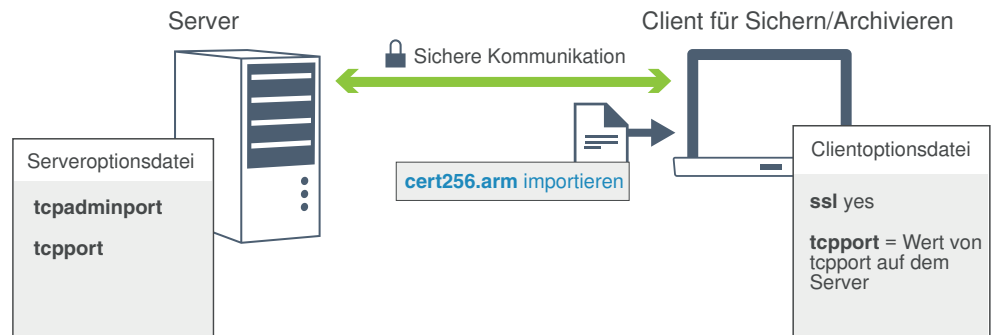 Server
Client für Sichern/Archivieren
Sichere Kommunikation
Serveroptionsdatei
tcpadminport
tcpport
cert256.arm importieren
Clientoptionsdatei
ssl yes
tcpport = Wert von
tcpport auf dem
Server